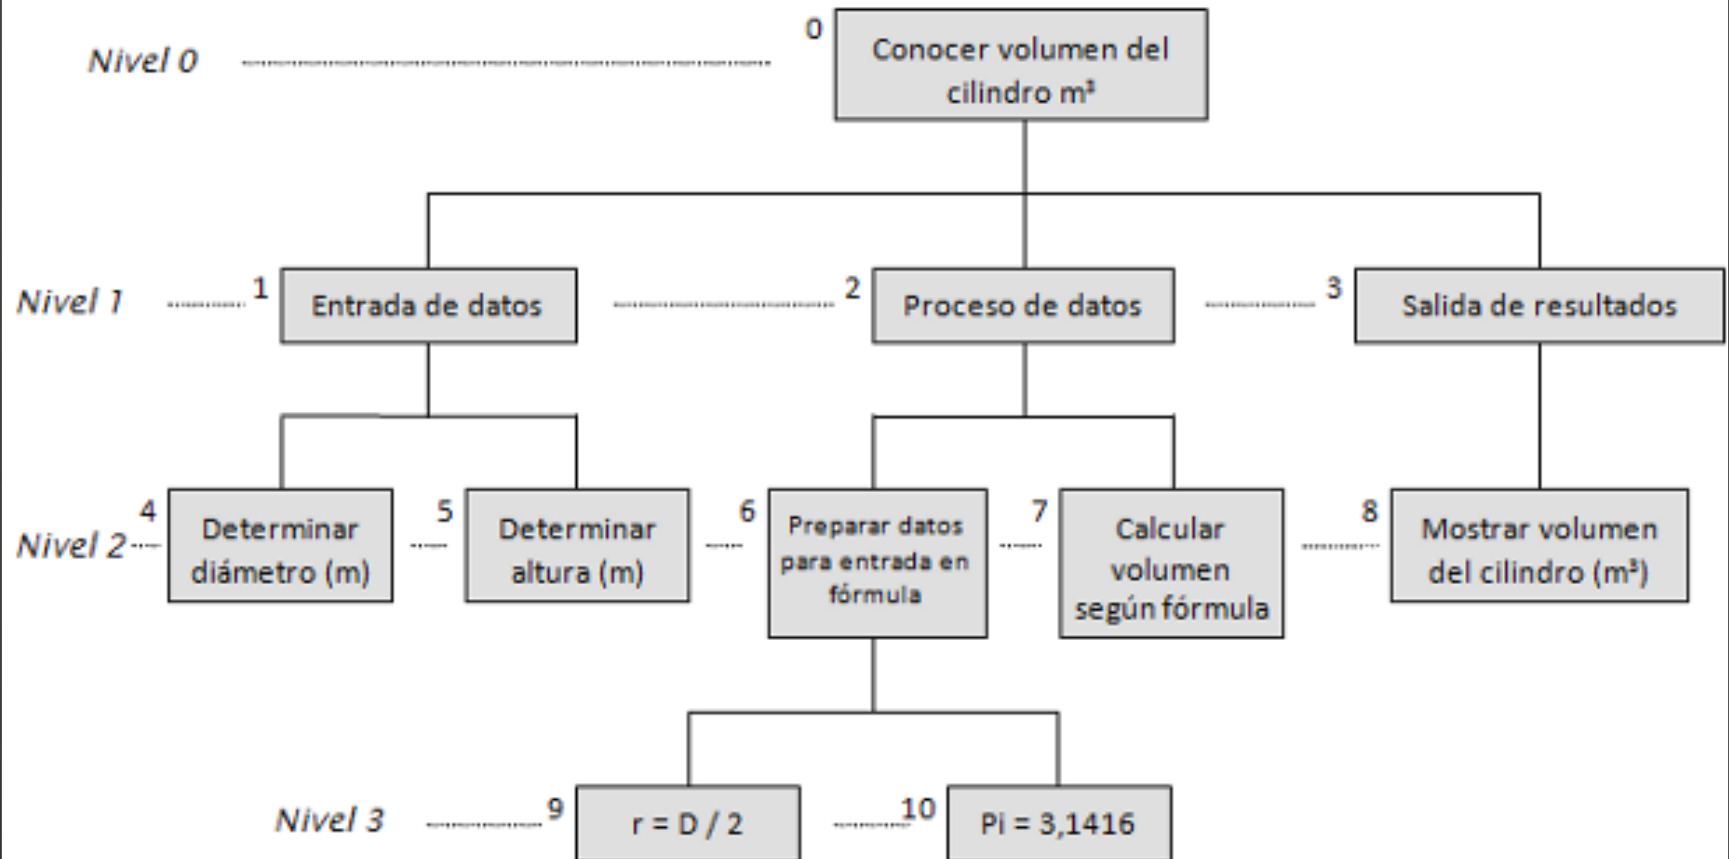 Nivel 0
0
Conocer volumen del
cilindro m³
Nivel 1
1
Entrada de datos
2
Proceso de datos
3
Salida de resultados
Nivel 2
4
Determinar
diámetro (m)
5
Determinar
altura (m)
6
Preparar datos
para entrada en
fórmula
7
Calcular
volumen
según fórmula
8
Mostrar volumen
del cilindro (m³)
Nivel 3
9
r = D / 2
10
Pi = 3,1416